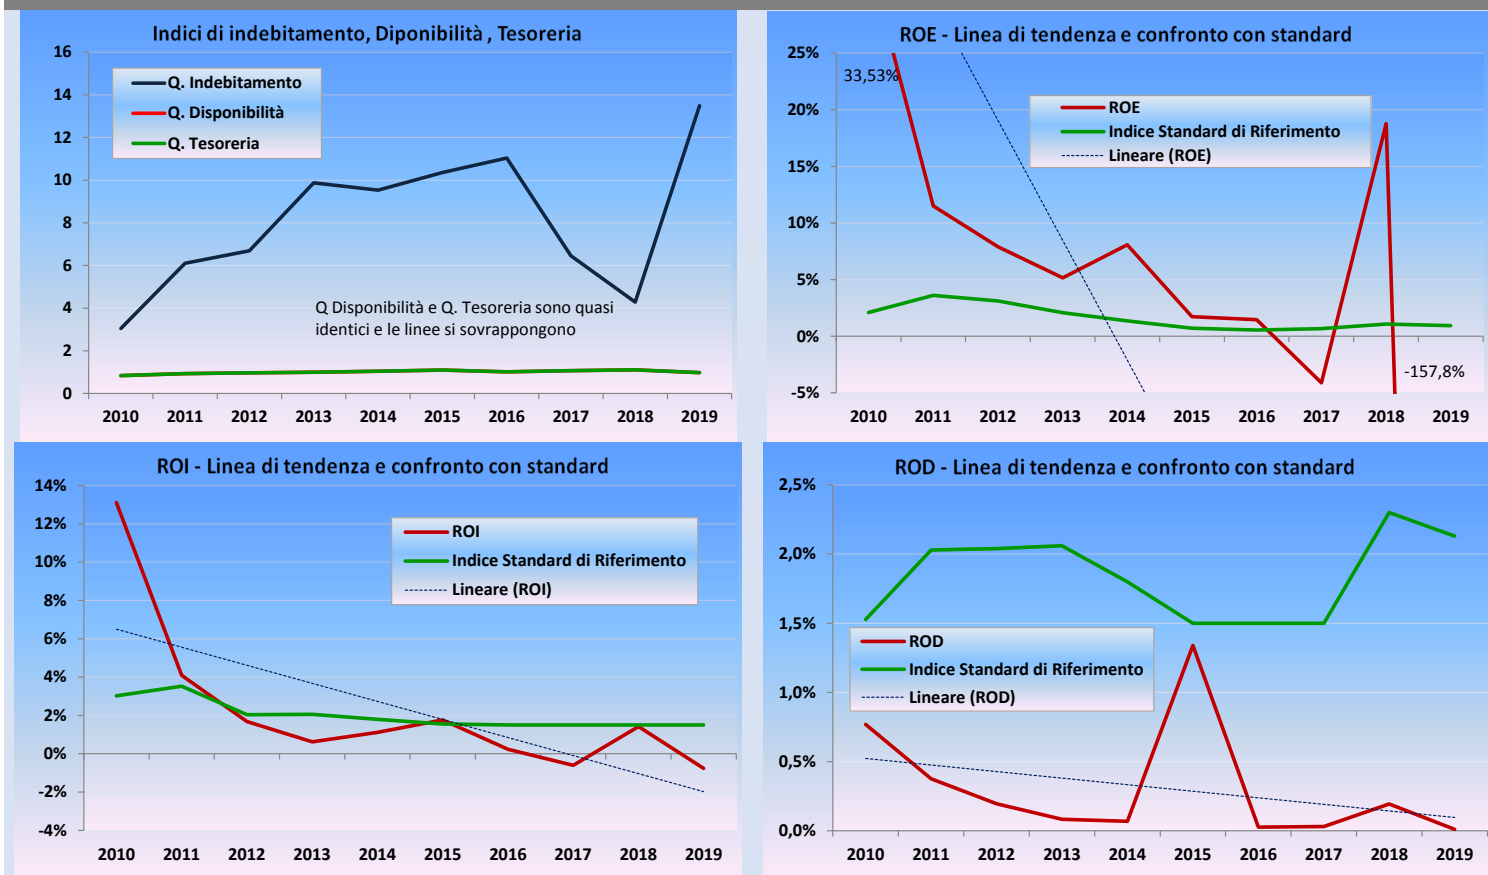 Indici di indebitamento, Diponibilità , Tesoreria
16
14
12
10
8
6
4
2
0
Q. Indebitamento
Q. Disponibilità
Q. Tesoreria
Q Disponibilità e Q. Tesoreria sono quasi
identici e le linee si sovrappongono
2010 2011 2012 2013 2014 2015 2016 2017 2018 2019
ROE - Linea di tendenza e confronto con standard
25%
20%
15%
10%
5%
0%
-5%
33,53%
ROE
Indice Standard di Riferimento
Lineare (ROE)
-157,8%
2010 2011 2012 2013 2014 2015 2016 2017 2018 2019
ROI - Linea di tendenza e confronto con standard
14%
12%
10%
8%
6%
4%
2%
0%
-2%
-4%
ROI
Indice Standard di Riferimento
Lineare (ROI)
2010 2011 2012 2013 2014 2015 2016 2017 2018 2019
ROD - Linea di tendenza e confronto con standard
2,5%
2,0%
1,5%
1,0%
0,5%
0,0%
ROD
Indice Standard di Riferimento
Lineare (ROD)
2010 2011 2012 2013 2014 2015 2016 2017 2018 2019